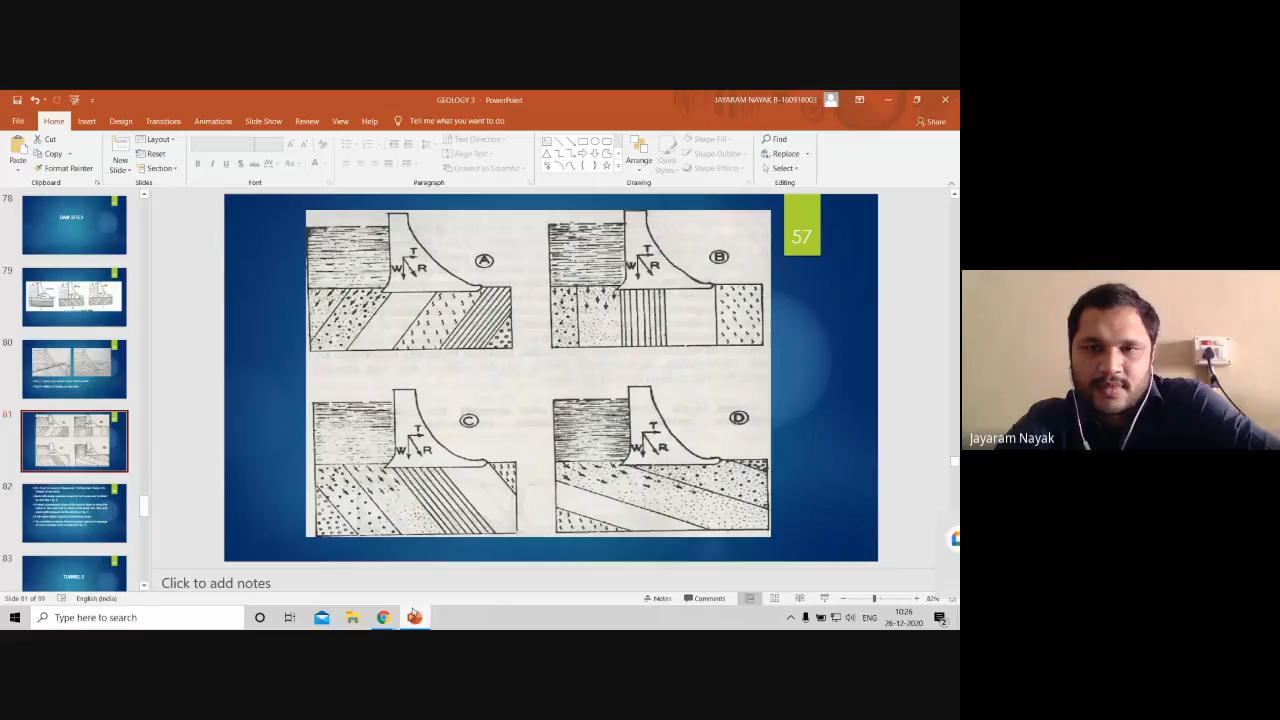 GEOLOGY 3 - PowerPoint
JAYARAM NAYAK B-160918003
File Home Insert Design Transitions Animations Slide Show Review View Help Tell me what you want to do
Share
Paste
Cut
Copy
Format Painter
Clipboard
New Slide
Layout
Reset
Section
Slides
B I U S abc AV Aa A
Font
Text Direction
Align Text
Convert to SmartArt
Paragraph
Arrange
Quick Styles
Shape Fill
Shape Outline
Shape Effects
Drawing
Find
Replace
Select
Editing
78
DAM SITES
79
80
81
82
83
TUNNELS
57
A
T
W
R
B
T
W
R
C
T
W
R
D
T
W
R
Click to add notes
Slide 81 of 99 English (India)
Notes Comments 82%
Type here to search
ENG
10:26
26-12-2020
2
Jayaram Nayak